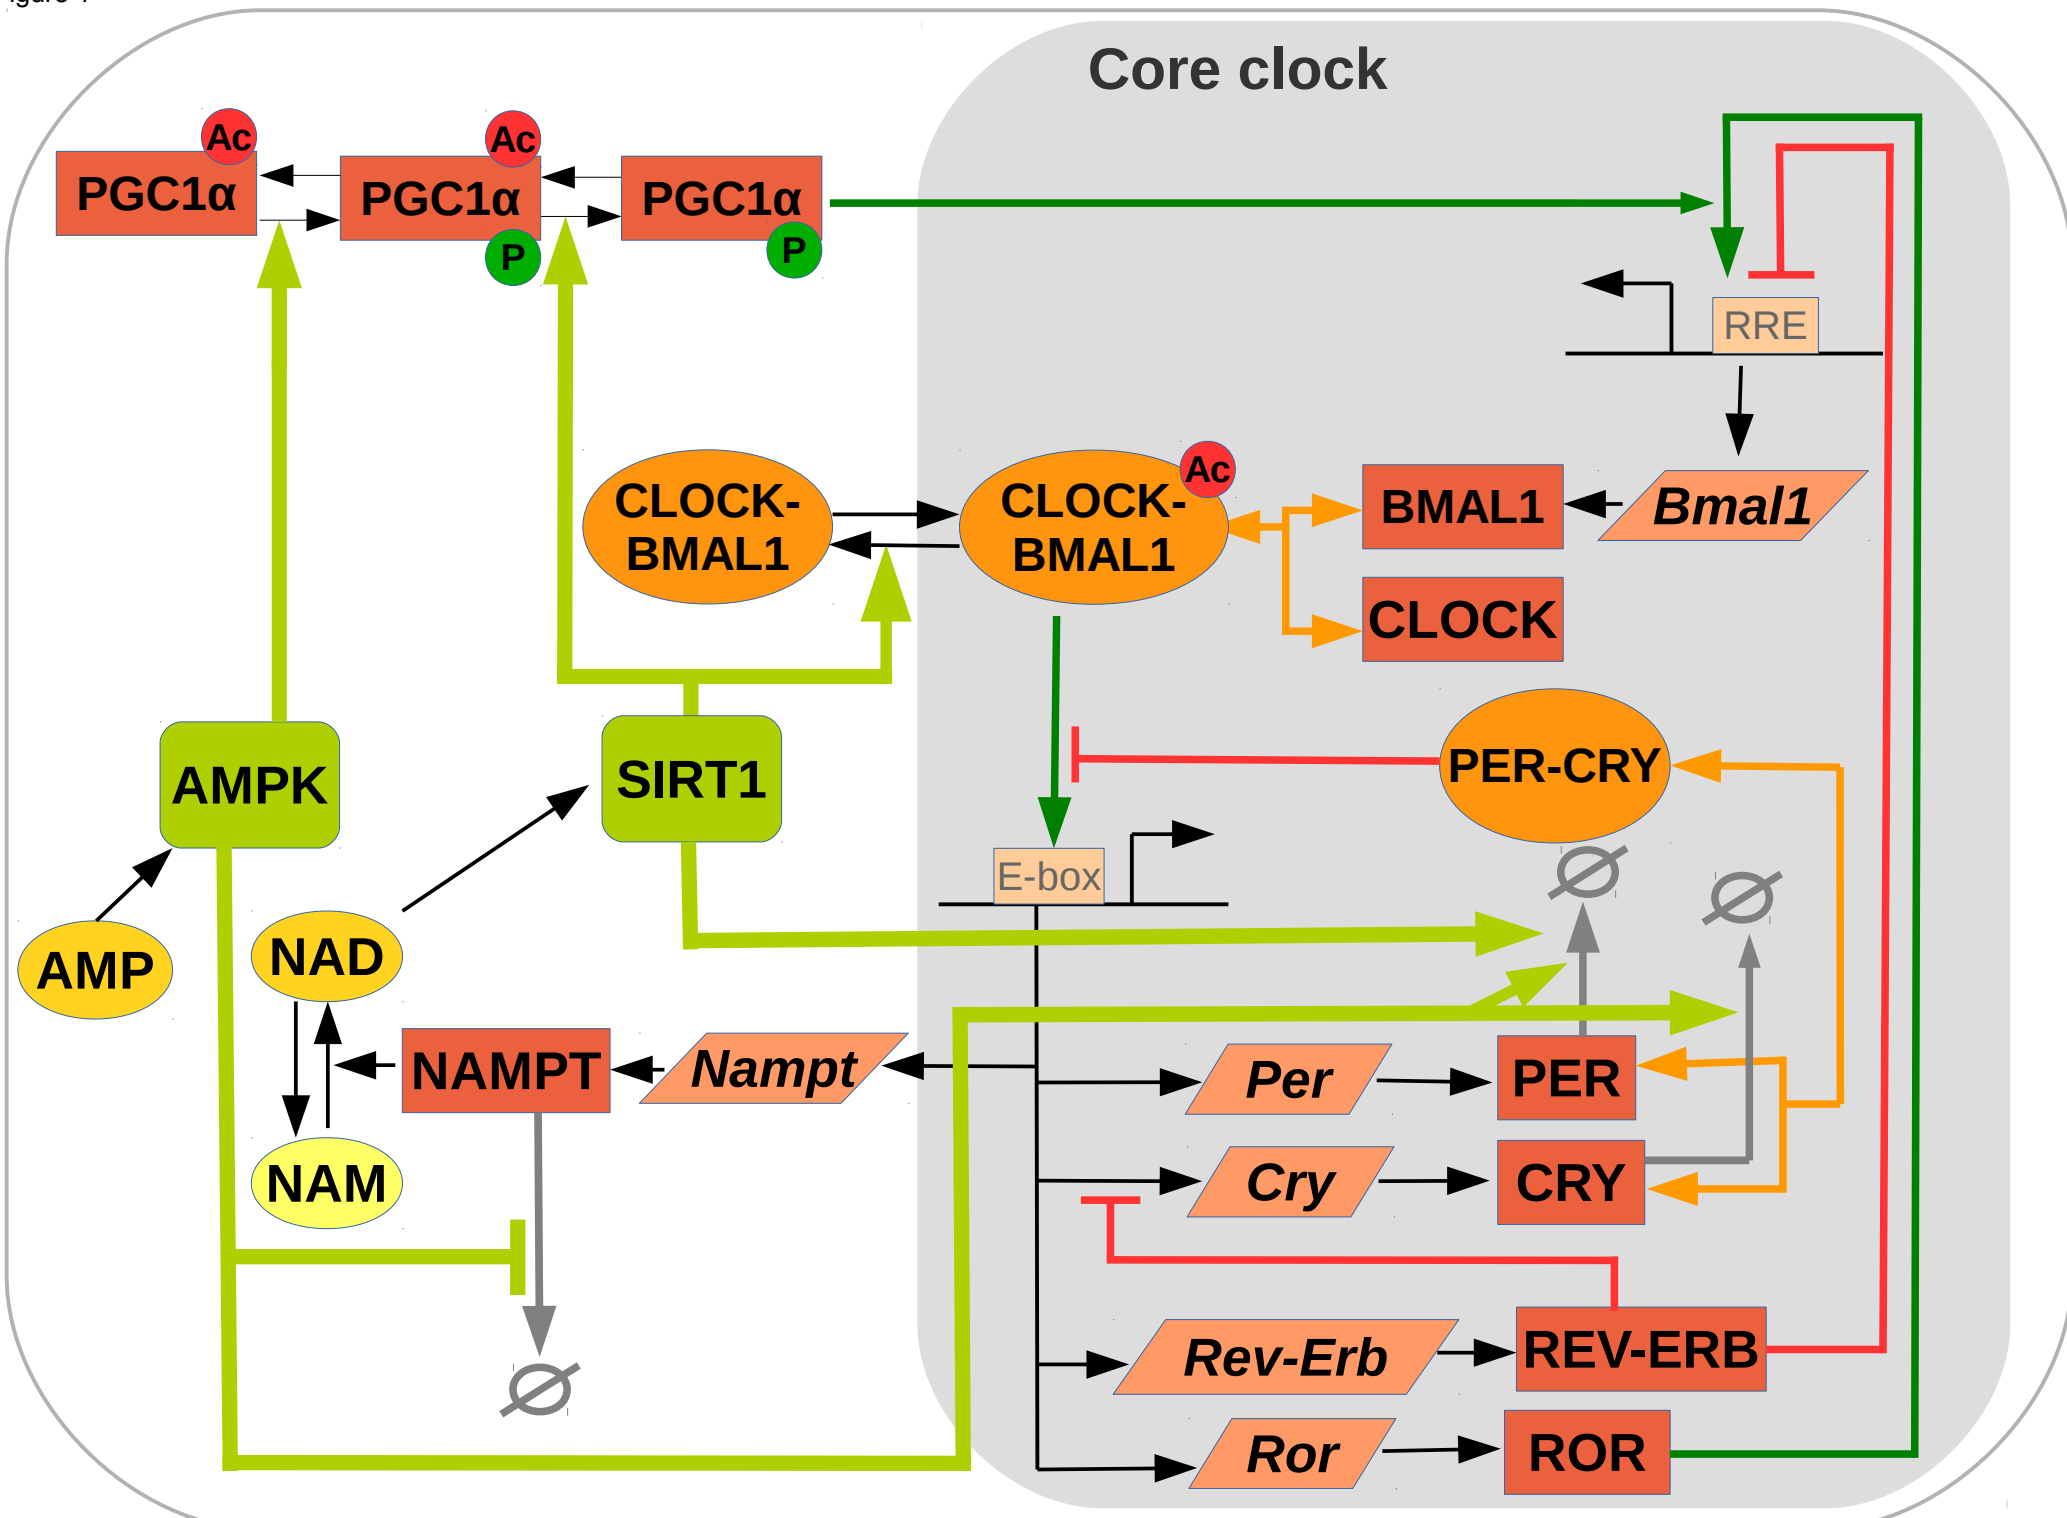 Core clock
Ac
Ac
PGC1α
PGC1α
PGC1α
P
P
RRE
CLOCK-
BMAL1
Ac
CLOCK-
BMAL1
BMAL1
Bmal1
CLOCK
AMPK
SIRT1
PER-CRY
E-box
AMP
NAD
NAMPT
Nampt
Per
PER
NAM
Cry
CRY
Rev-Erb
REV-ERB
Ror
ROR